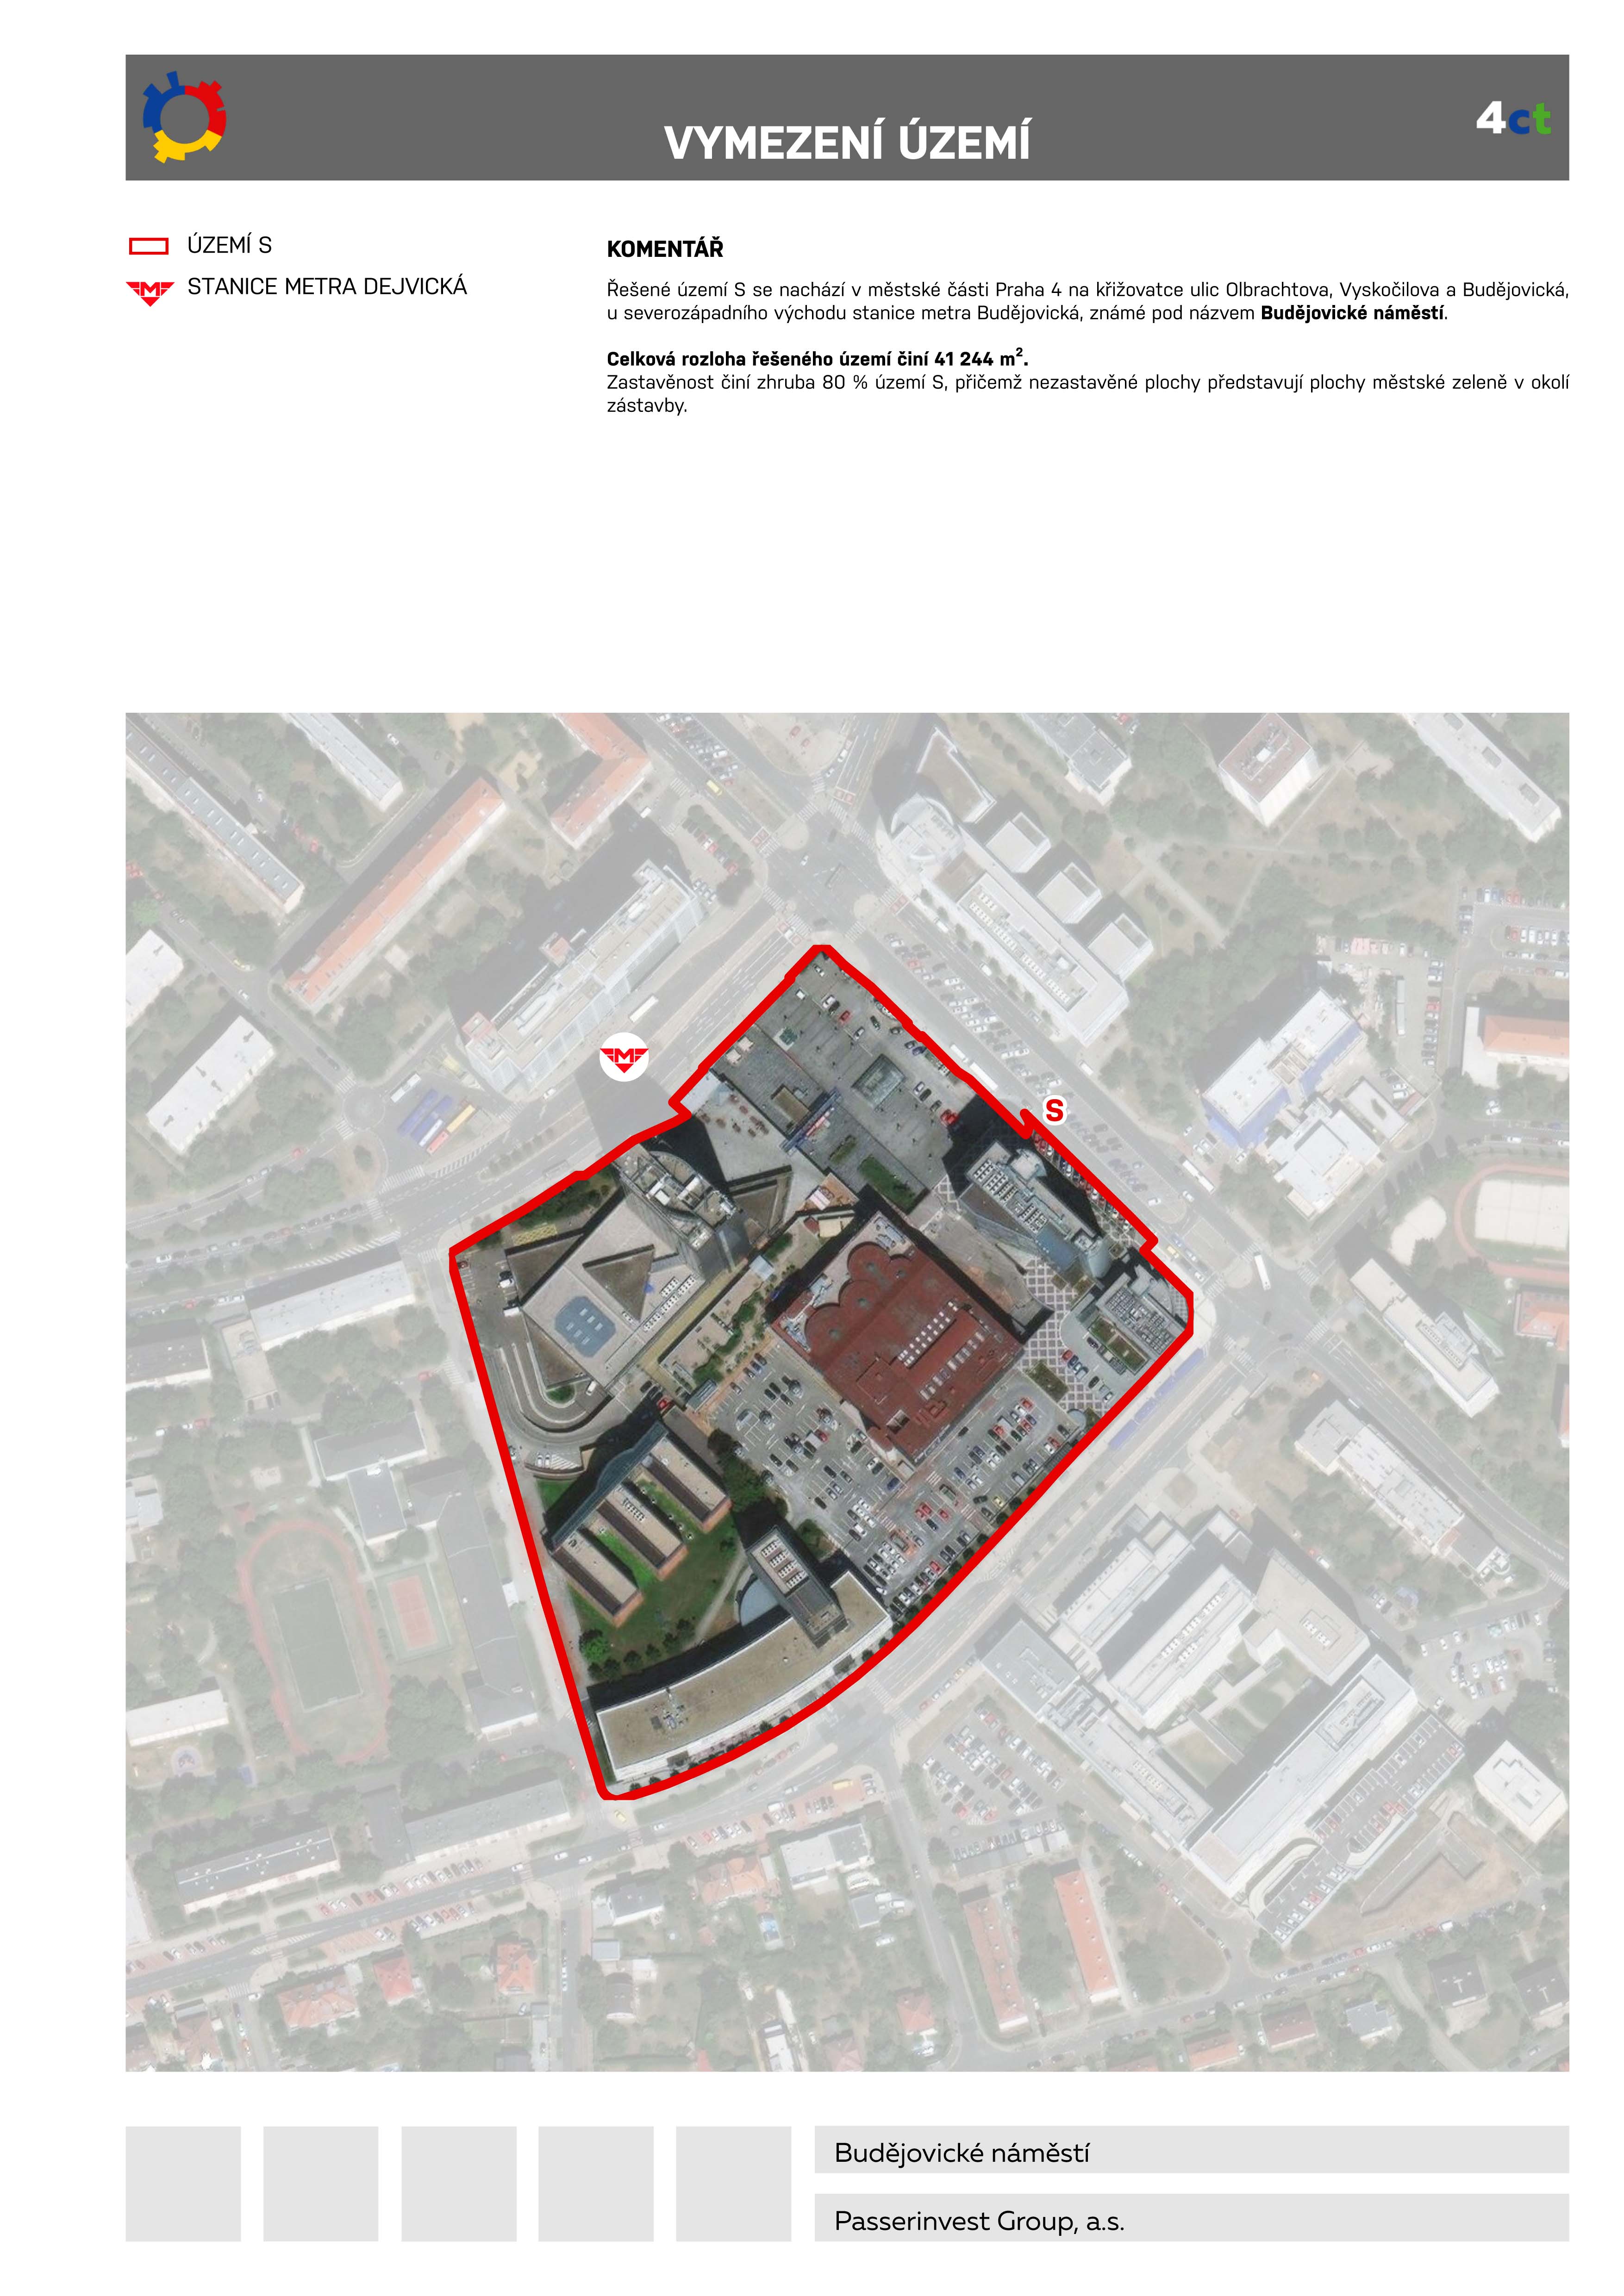 VYMEZENÍ ÚZEMÍ
4ct
ÚZEMÍ S
STANICE METRA DEJVICKÁ
KOMENTÁŘ
Řešené území S se nachází v městské části Praha 4 na křižovatce ulic Olbrachtova, Vyskočilova a Budějovická,
u severozápadního východu stanice metra Budějovická, známé pod názvem Budějovické náměstí.
Celková rozloha řešeného území činí 41 244 m².
Zastavěnost činí zhruba 80 % území S, přičemž nezastavěné plochy představují plochy městské zeleně v okolí
zástavby.
M
S
Budějovické náměstí
Passerinvest Group, a.s.